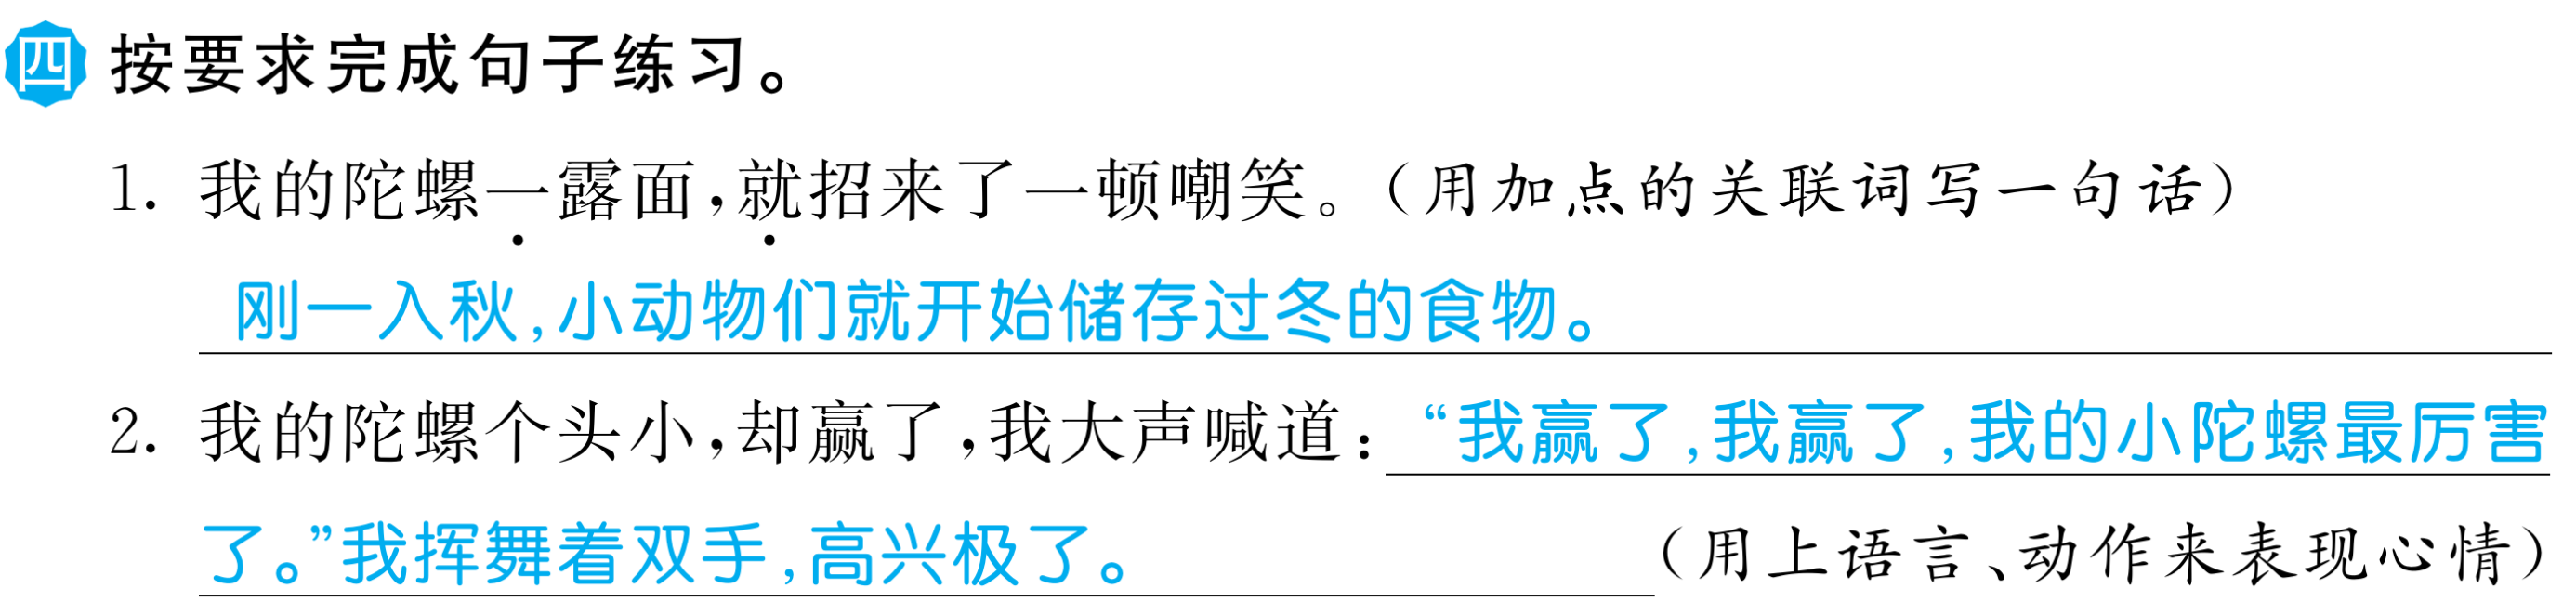 四 按要求完成句子练习。
1. 我的陀螺一露面,就招来了一顿嘲笑。(用加点的关联词写一句话)
刚一入秋,小动物们就开始储存过冬的食物。
2. 我的陀螺个头小,却赢了,我大声喊道:“我赢了,我赢了,我的小陀螺最厉害
了。”我挥舞着双手,高兴极了。(用上语言、动作来表现心情)